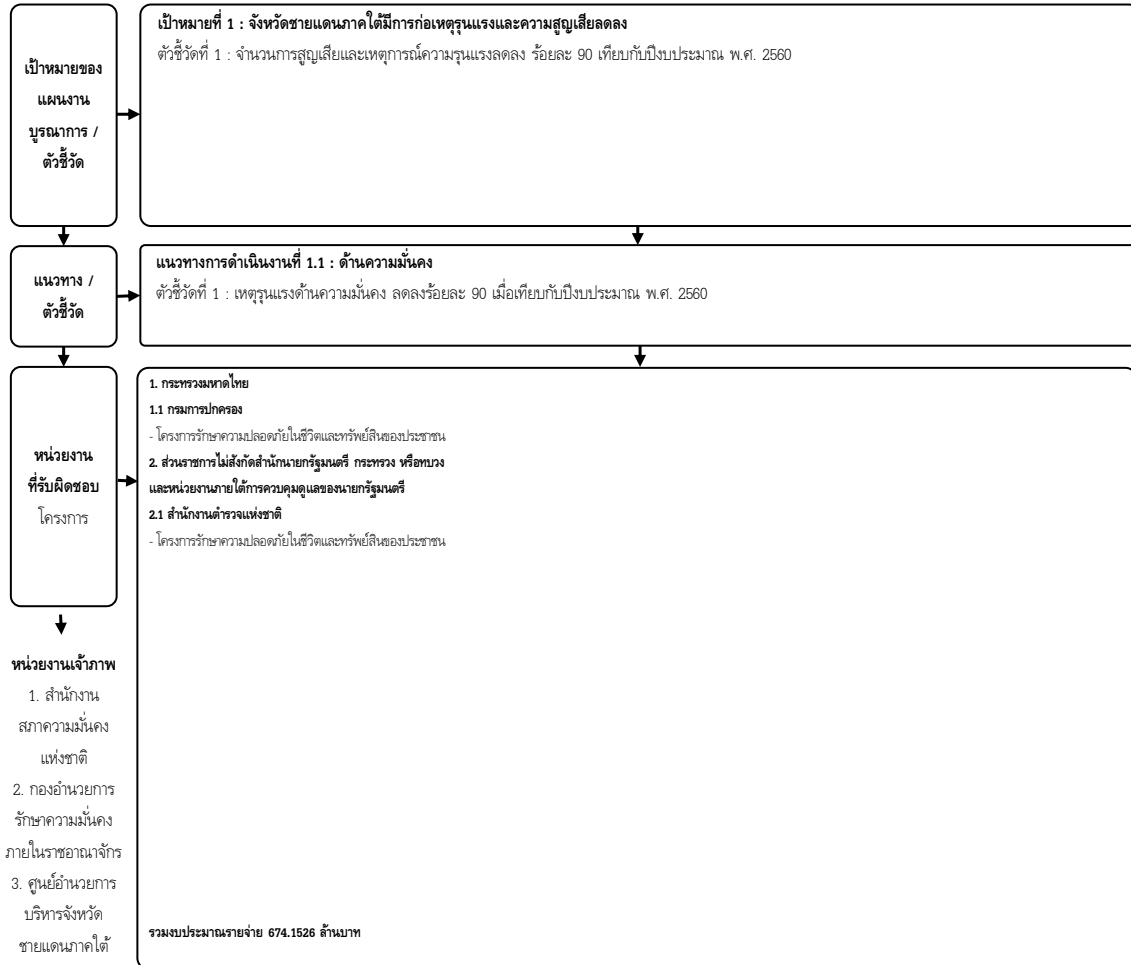 เป้าหมายของ
แผนงาน
บูรณาการ /
ตัวชี้วัด
เป้าหมายที่ 1 : จังหวัดชายแดนภาคใต้มีการก่อเหตุรุนแรงและความสูญเสียลดลง
ตัวชี้วัดที่ 1 : จำนวนการสูญเสียและเหตุการณ์ความรุนแรงลดลง ร้อยละ 90 เทียบกับปีงบประมาณ พ.ศ. 2560
แนวทาง /
ตัวชี้วัด
แนวทางการดำเนินงานที่ 1.1 : ด้านความมั่นคง
ตัวชี้วัดที่ 1 : เหตุรุนแรงด้านความมั่นคง ลดลงร้อยละ 90 เมื่อเทียบกับปีงบประมาณ พ.ศ. 2560
หน่วยงาน
ที่รับผิดชอบ
โครงการ
1. กระทรวงมหาดไทย
1.1 กรมการปกครอง
- โครงการรักษาความปลอดภัยในชีวิตและทรัพย์สินของประชาชน
2. ส่วนราชการไม่สังกัดสำนักนายกรัฐมนตรี กระทรวง หรือทบวง
และหน่วยงานภายใต้การควบคุมดูแลของนายกรัฐมนตรี
2.1 สำนักงานตำรวจแห่งชาติ
- โครงการรักษาความปลอดภัยในชีวิตและทรัพย์สินของประชาชน
รวมงบประมาณรายจ่าย 674.1526 ล้านบาท
หน่วยงานเจ้าภาพ
1. สำนักงาน
สภาความมั่นคง
แห่งชาติ
2. กองอำนวยการ
รักษาความมั่นคง
ภายในราชอาณาจักร
3. ศูนย์อำนวยการ
บริหารจังหวัด
ชายแดนภาคใต้